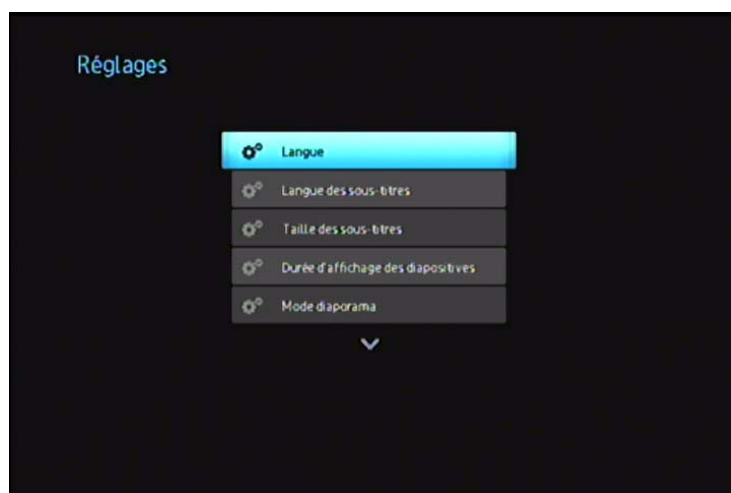 Réglages
Langue
Langue des sous-titres
Taille des sous-titres
Durée d'affichage des diapositives
Mode diaporama